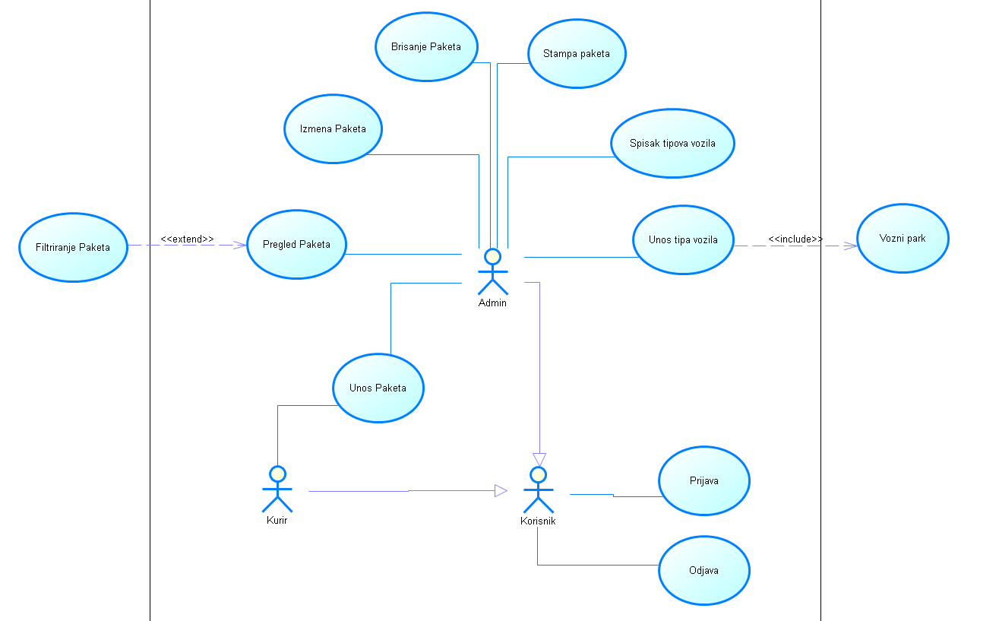 Brisanje Paketa
Stampa paketa
Izmena Paketa
Spisak tipova vozila
Filtriranje Paketa
<<extend>>
Pregled Paketa
Unos tipa vozila
<<include>>
Vozni park
Admin
Unos Paketa
Kurir
Korisnik
Prijava
Odjava